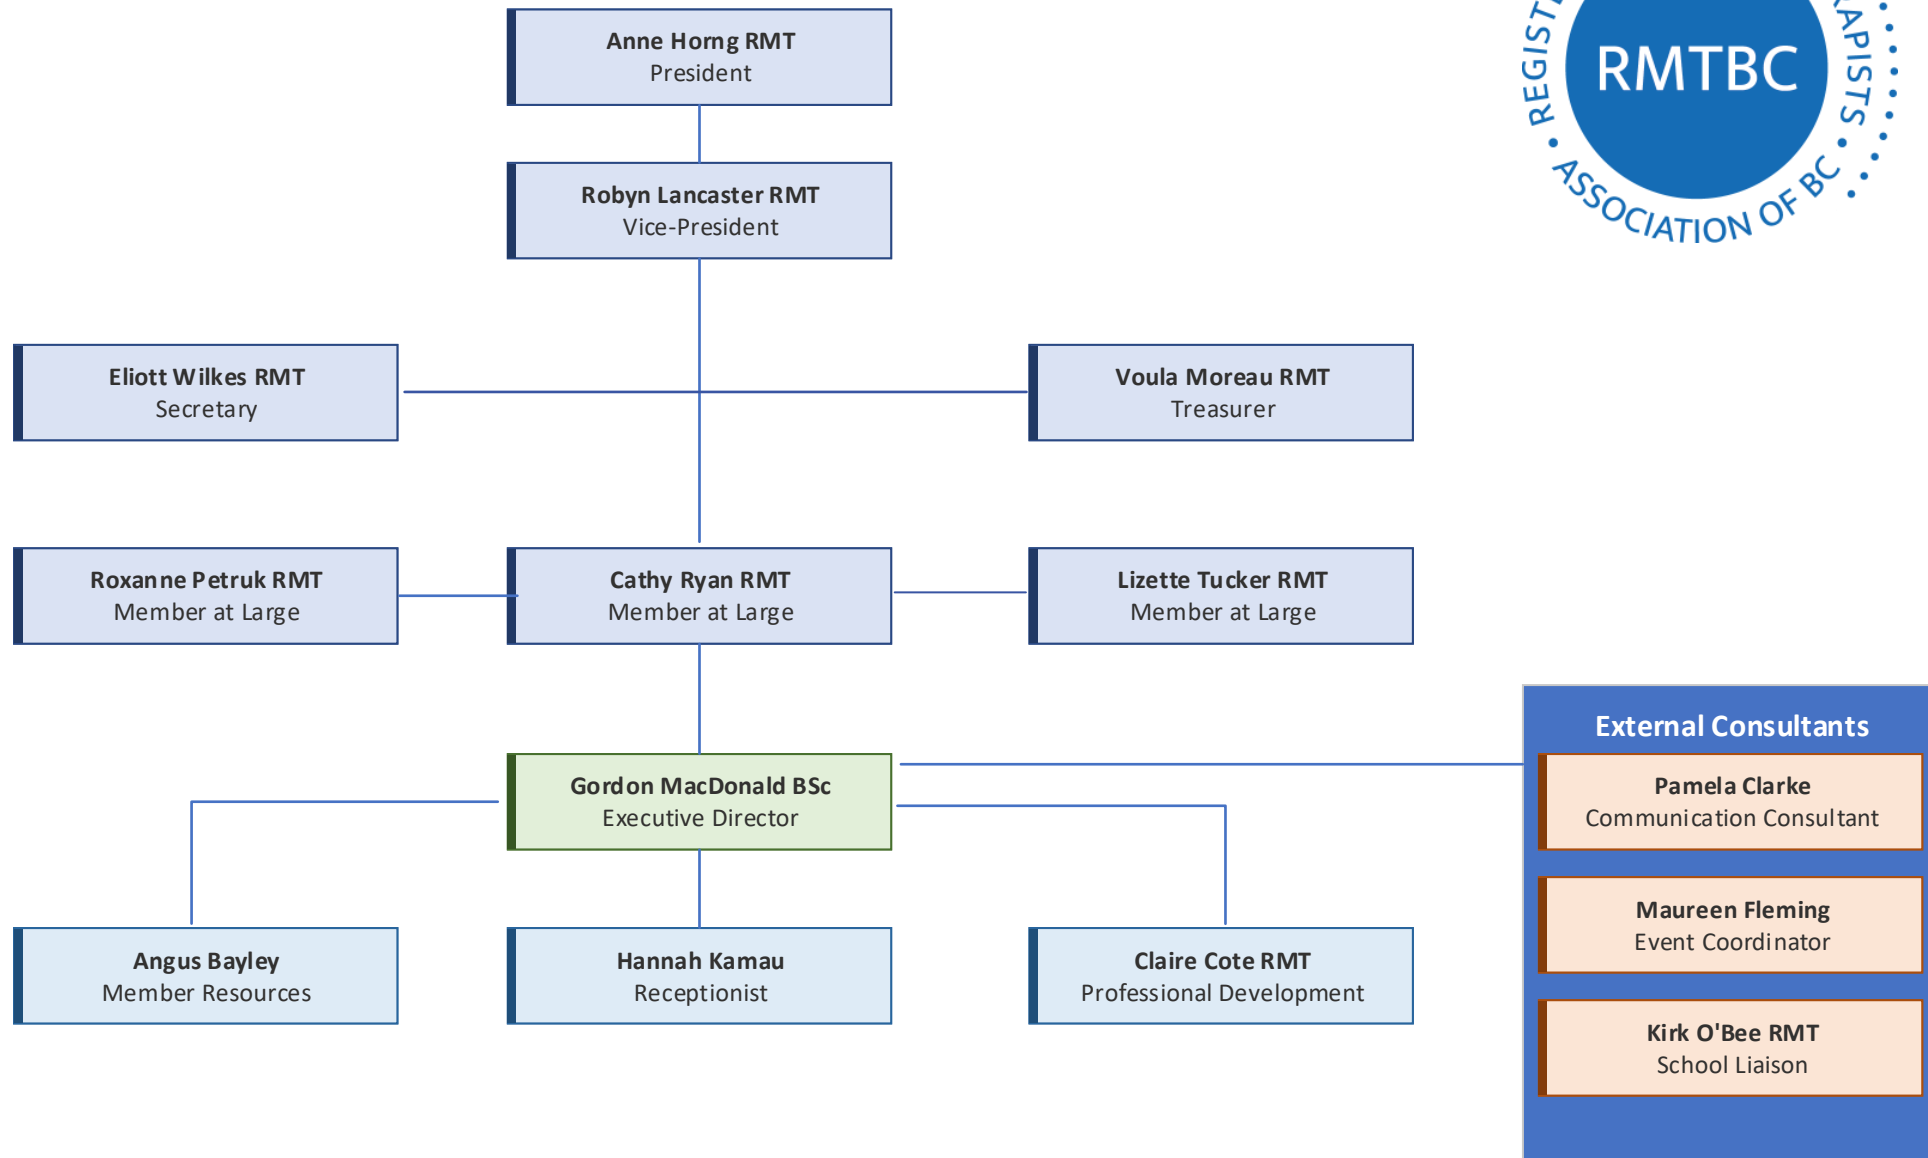 Anne Horng RMT
President
RMTBC
ASSOCIATION OF BC
Robyn Lancaster RMT
Vice-President
Eliott Wilkes RMT
Secretary
Voula Moreau RMT
Treasurer
Roxanne Petruk RMT
Member at Large
Cathy Ryan RMT
Member at Large
Lizette Tucker RMT
Member at Large
Gordon MacDonald BSc
Executive Director
External Consultants
Pamela Clarke
Communication Consultant
Maureen Fleming
Event Coordinator
Kirk O'Bee RMT
School Liaison
Angus Bayley
Member Resources
Hannah Kamau
Receptionist
Claire Cote RMT
Professional Development